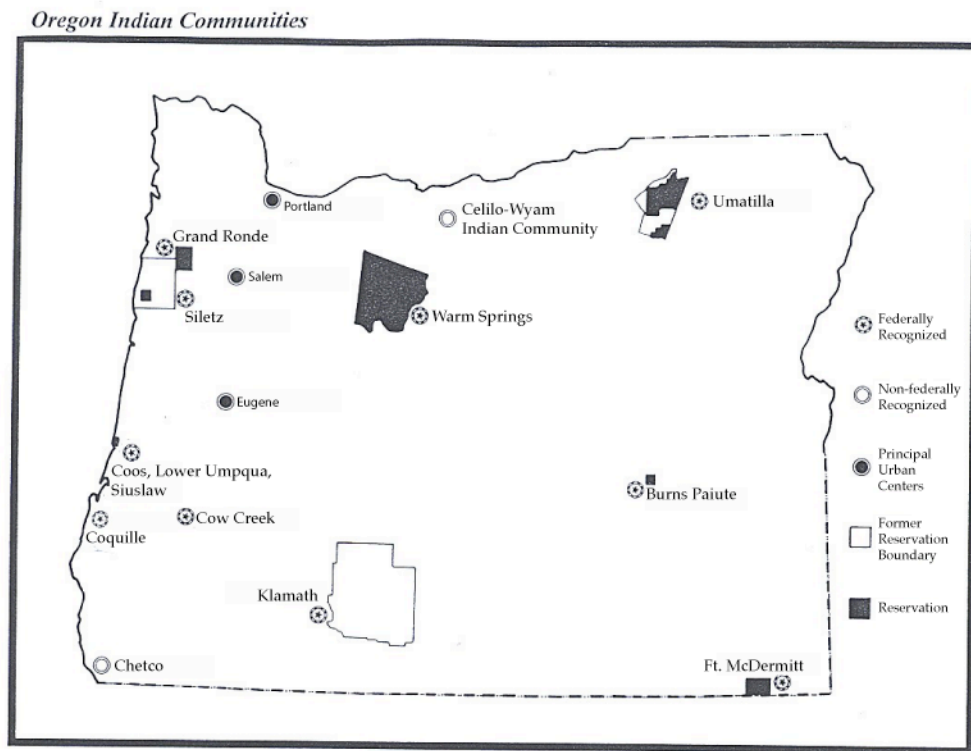 Oregon Indian Communities
Portland
Celilo-Wyam
Indian Community
Umatilla
Grand Ronde
Salem
Siletz
Warm Springs
Federally
Recognized
Eugene
Non-federally
Recognized
Coos, Lower Umpqua,
Siuslaw
Principal
Urban
Centers
Burns Paiute
Cow Creek
Coquille
Former
Reservation
Boundary
Klamath
Reservation
Chetco
Ft. McDermitt